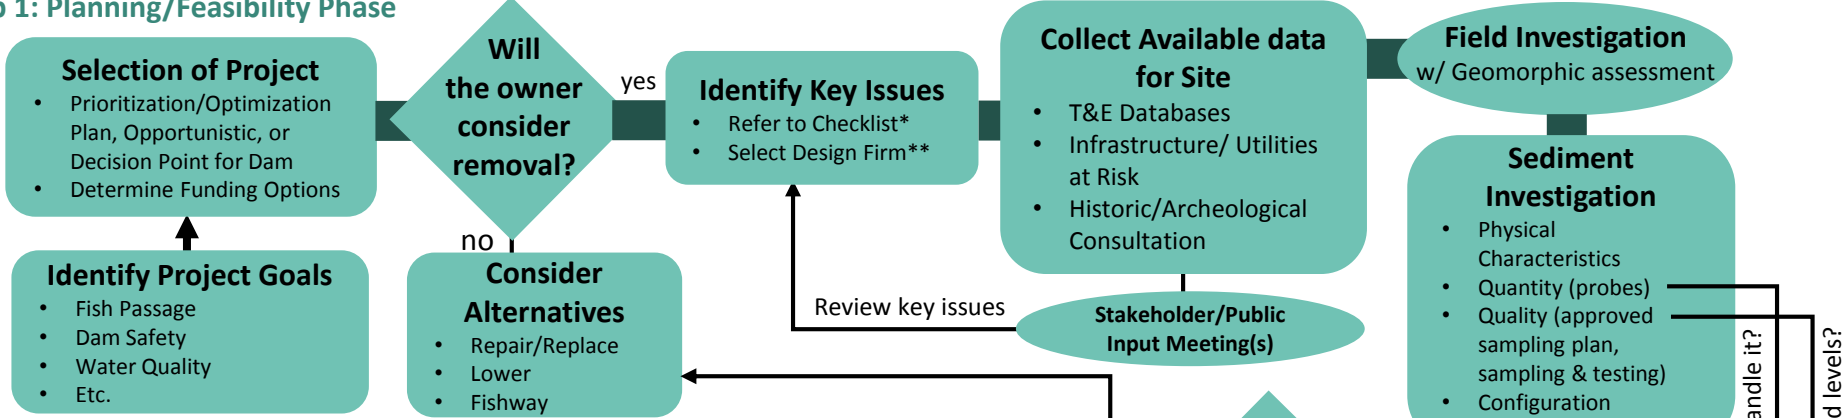 1: Planning/Feasibility Phase
Selection of Project
• Prioritization/Optimization
Plan, Opportunistic, or
Decision Point for Dam
• Determine Funding Options
Identify Project Goals
• Fish Passage
• Dam Safety
• Water Quality
• Etc.
Will
the owner
consider
removal?
yes
no
Consider
Alternatives
• Repair/Replace
• Lower
• Fishway
Identify Key Issues
• Refer to Checklist*
• Select Design Firm**
Review key issues
Collect Available data
for Site
• T&E Databases
• Infrastructure/ Utilities
at Risk
• Historic/Archeological
Consultation
Stakeholder/Public
Input Meeting(s)
Field Investigation
w/ Geomorphic assessment
Sediment
Investigation
• Physical
Characteristics
• Quantity (probes)
• Quality (approved
sampling plan,
sampling & testing)
• Configuration
it?
levels?